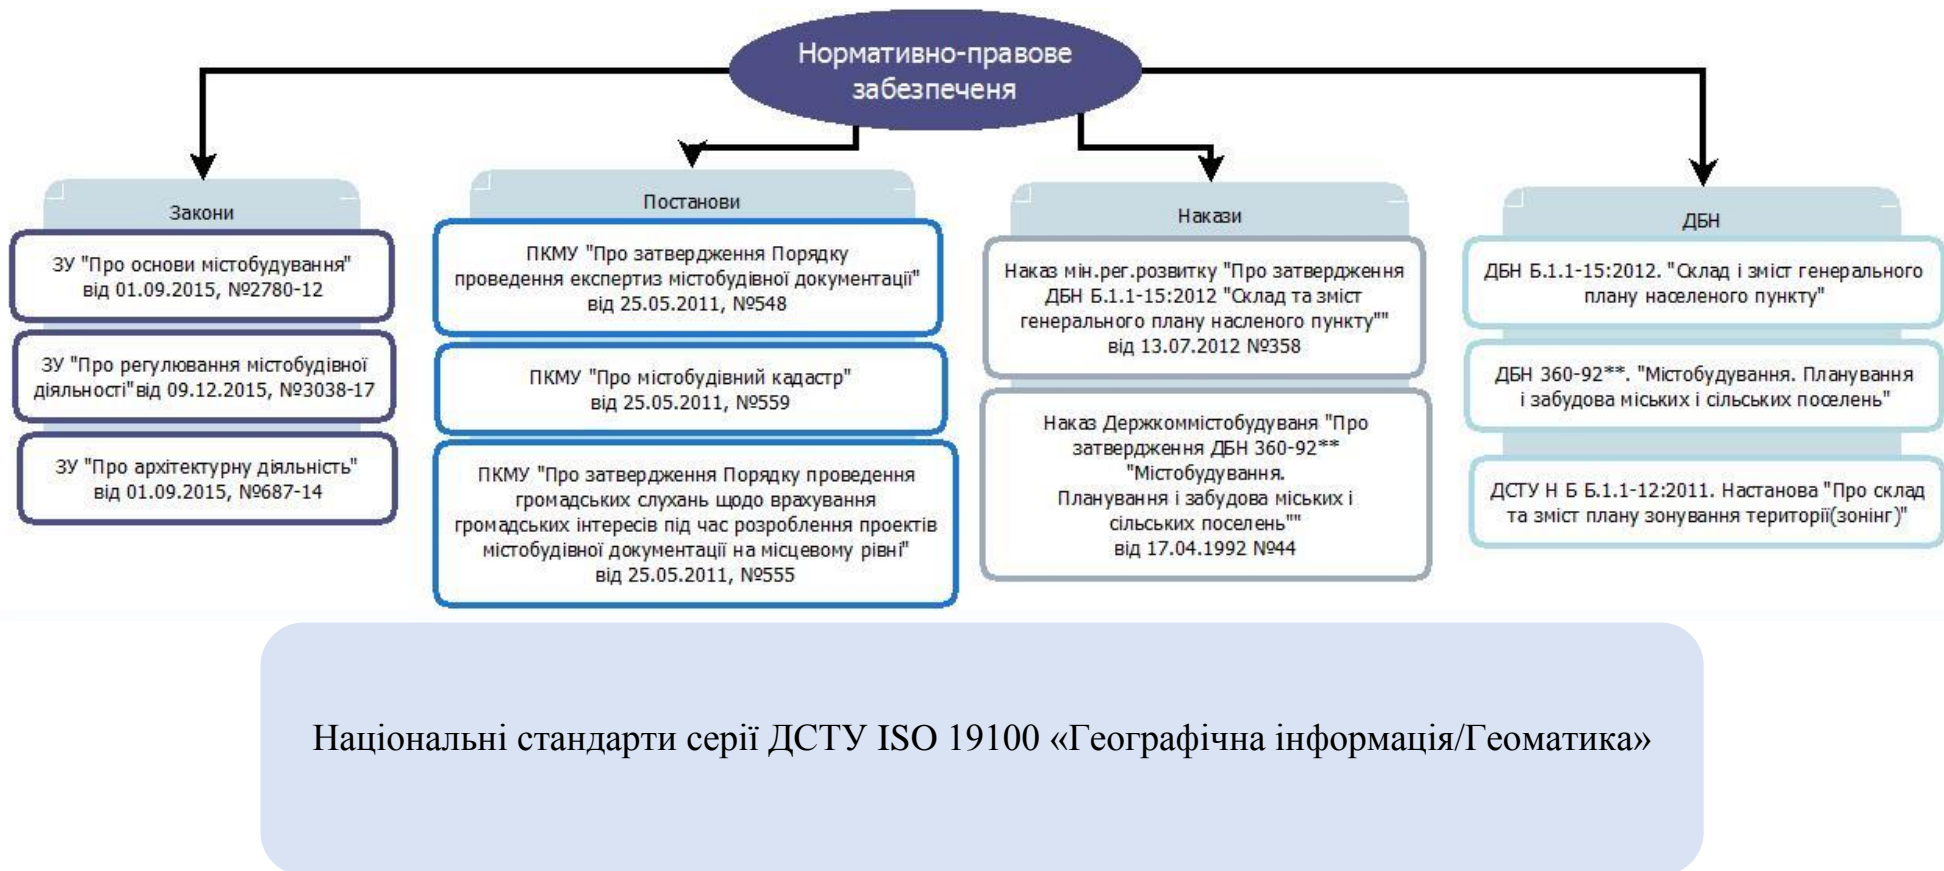 Нормативно-правове
забезпеченя
Закони
ЗУ "Про основи містобудування"
від 01.09.2015, №2780-12
ЗУ "Про регулювання містобудівної
діяльності"від 09.12.2015, №3038-17
ЗУ "Про архітектурну діяльність"
від 01.09.2015, №687-14
Постанови
ПКМУ "Про затвердження Порядку
проведення експертиз містобудівної документації"
від 25.05.2011, №548
ПКМУ "Про містобудівний кадастр"
від 25.05.2011, №559
ПКМУ "Про затвердження Порядку проведення
громадських слухань щодо врахування
громадських інтересів під час розроблення проектів
містобудівної документації на місцевому рівні"
від 25.05.2011, №555
Накази
Наказ мін.рег.розвитку "Про затвердження
ДБН Б.1.1-15:2012 "Склад та зміст
генерального плану насленого пункту""
від 13.07.2012 №358
Наказ Держкоммістобудуваня "Про
затвердження ДБН 360-92**
"Містобудування.
Планування і забудова міських і
сільських поселень""
від 17.04.1992 №44
ДБН
ДБН Б.1.1-15:2012. "Склад і зміст генерального
плану населеного пункту"
ДБН 360-92**. "Містобудування. Планування
і забудова міських і сільських поселень"
ДСТУ Н Б Б.1.1-12:2011. Настанова "Про склад
та зміст плану зонування території(зонінг)"
Національні стандарти серії ДСТУ ISO 19100 «Географічна інформація/Геоматика»